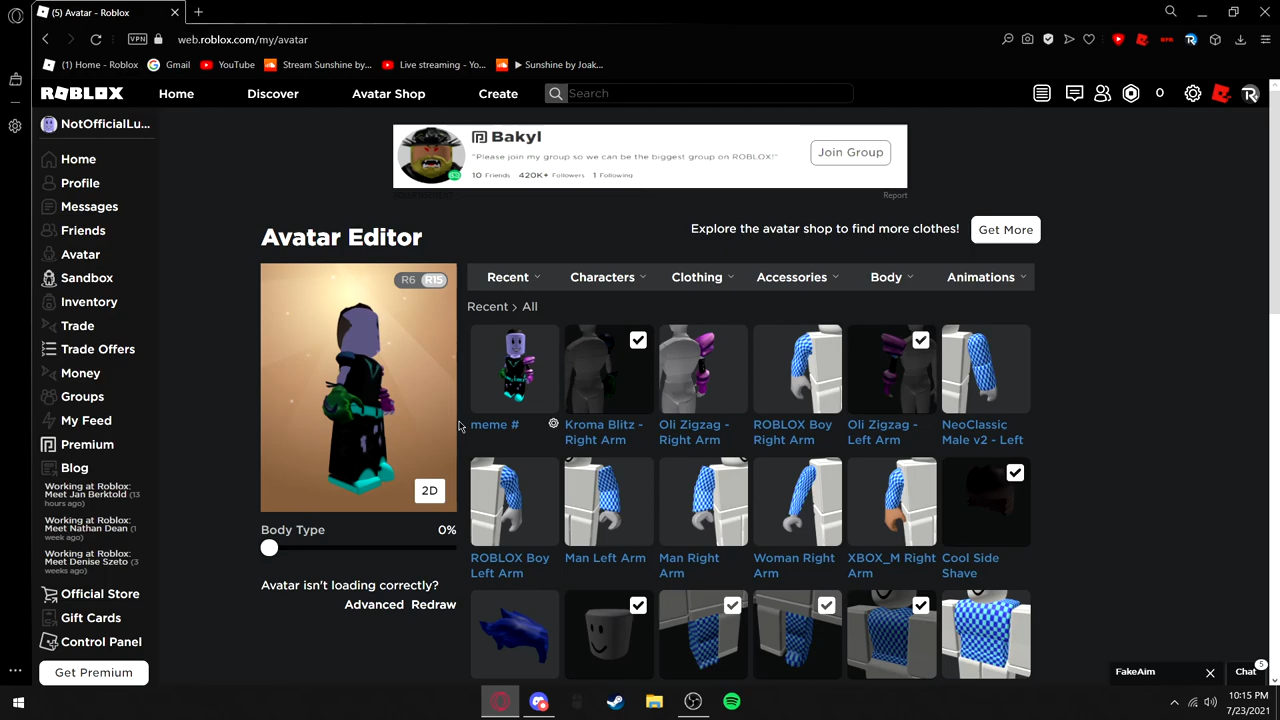 (5) Avatar - Roblox
VPN
web.roblox.com/my/avatar
(1) Home - Roblox
Gmail
YouTube
Stream Sunshine by...
Live streaming - Yo...
▶ Sunshine by Joak...
ROBLOX
Home
Discover
Avatar Shop
Create
Search
0
NotOfficialLu...
Home
Profile
Messages
Friends
Avatar
Sandbox
Inventory
Trade
Trade Offers
Money
Groups
My Feed
Premium
Blog
Working at Roblox:
Meet Jan Berktold (13
hours ago)
Working at Roblox:
Meet Nathan Dean (1
week ago)
Working at Roblox:
Meet Denise Szeto (3
weeks ago)
Official Store
Gift Cards
Control Panel
Get Premium
Bakyl
"Please join my group so we can be the biggest group on ROBLOX!"
10 Friends 420K+ Followers 1 Following
Join Group
Report
Avatar Editor
Explore the avatar shop to find more clothes!
Get More
R6 R15
2D
Body Type 0%
Avatar isn't loading correctly?
Advanced Redraw
Recent
Characters
Clothing
Accessories
Body
Animations
Recent > All
meme #
Kroma Blitz -
Right Arm
Oli Zigzag -
Right Arm
ROBLOX Boy
Right Arm
Oli Zigzag -
Left Arm
NeoClassic
Male v2 - Left
ROBLOX Boy
Left Arm
Man Left Arm
Man Right
Arm
Woman Right
Arm
XBOX_M Right
Arm
Cool Side
Shave
FakeAim
Chat
5
10:15 PM
7/23/2021